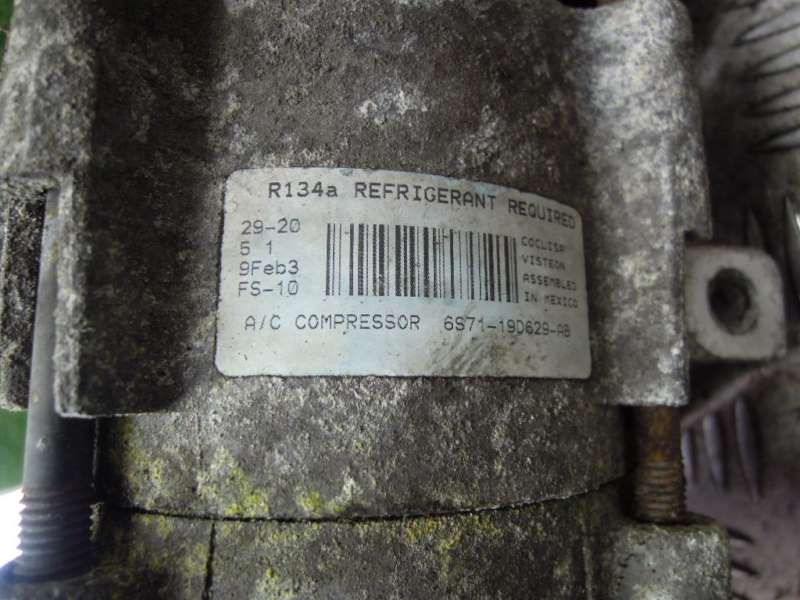 R134a REFRIGERANT REQUIRED
29-20
5 1
9Feb3
FS-10
COCLISA
VISTEON
ASSEMBLED
IN MEXICO
A/C COMPRESSOR 6S71-19D629-AB